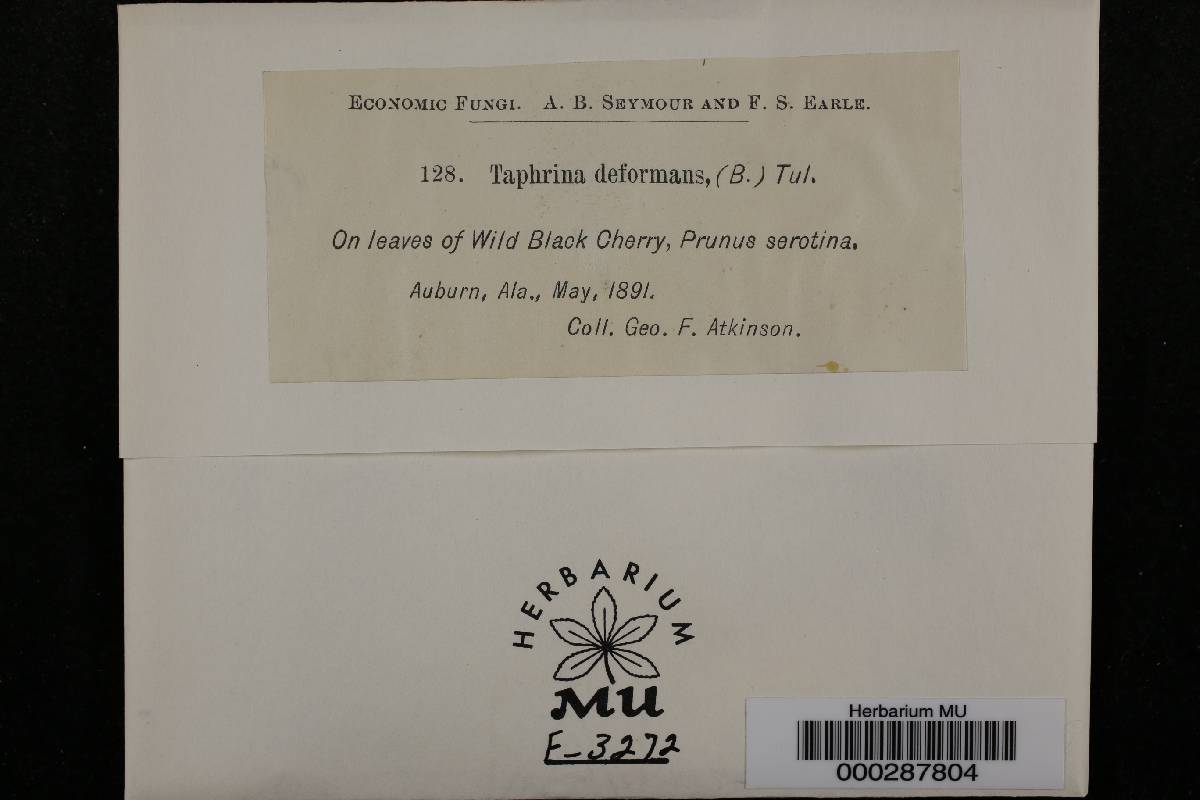 Economic Fungi. A. B. Seymour and F. S. Earle.
128. Taphrina deformans, (B.) Tul.
On leaves of Wild Black Cherry, Prunus serotina.
Auburn, Ala., May, 1891.
Coll. Geo. F. Atkinson.
HERBARIUM
MU
F-3272
Herbarium MU
000287804